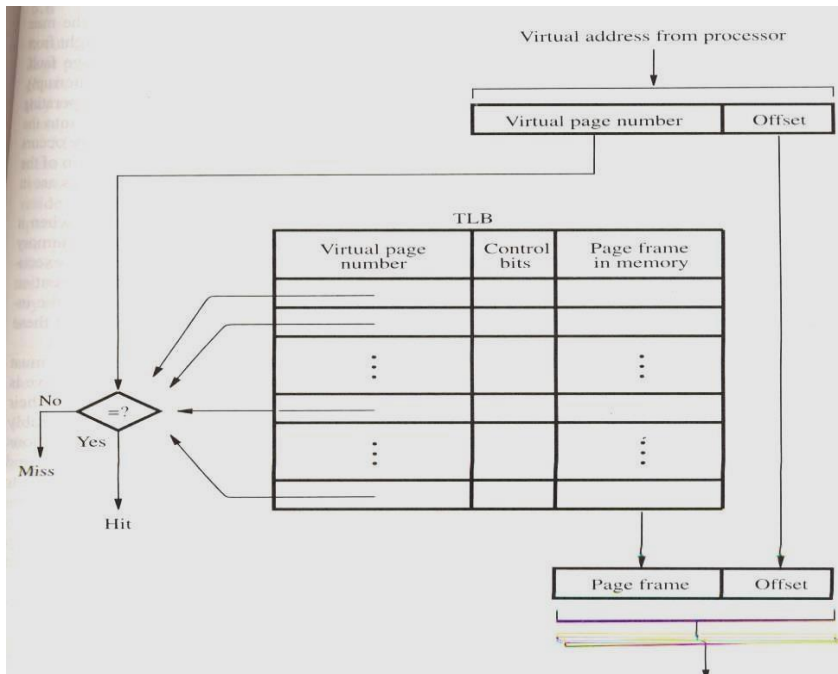 Virtual address from processor
Virtual page number Offset
TLB
Virtual page
number
Control
bits
Page frame
in memory
No
=?
Yes
Miss
Hit
Page frame Offset